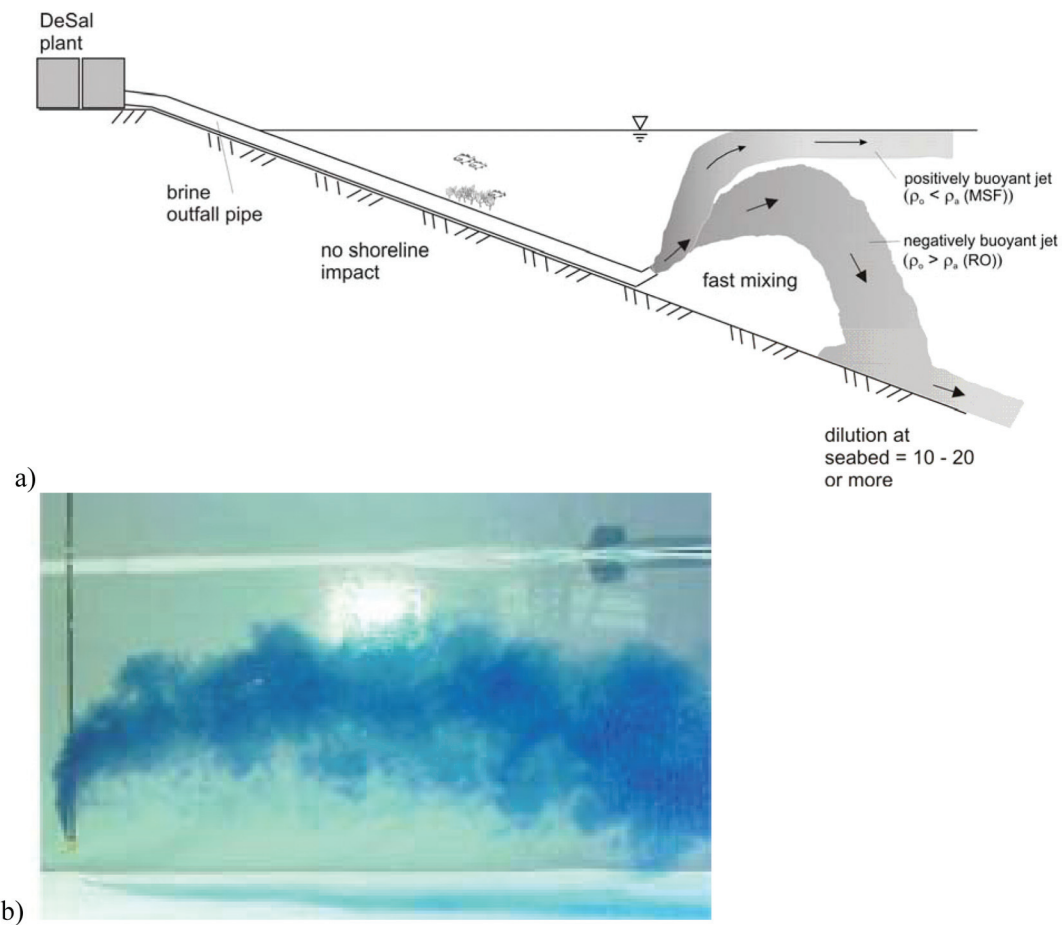 DeSal
plant
brine
outfall pipe
no shoreline
impact
positively buoyant jet
(ρₒ < ρₐ (MSF))
negatively buoyant jet
(ρₒ > ρₐ (RO))
fast mixing
dilution at
seabed = 10 - 20
or more
a)
b)